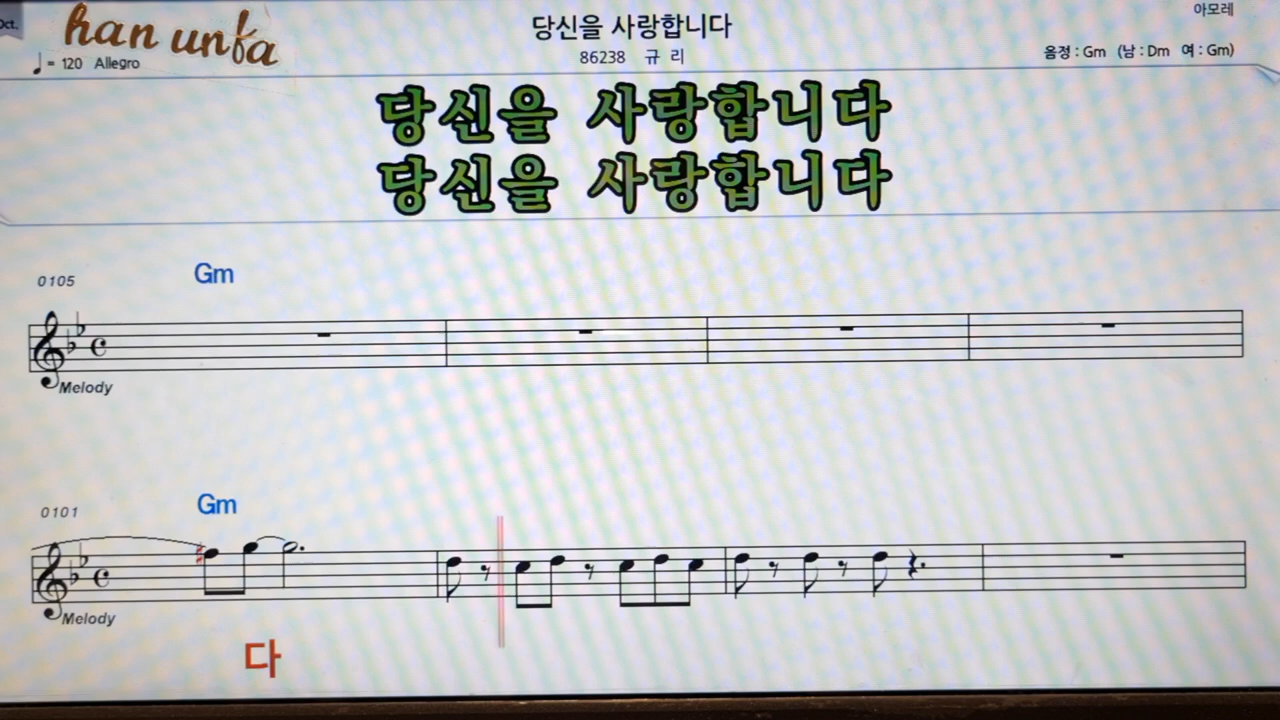 Oct.
han unfa
당신을 사랑합니다
아모레
♩= 120 Allegro
86238 규 리
음정 : Gm (남 : Dm 여 : Gm)
당신을 사랑합니다
당신을 사랑합니다
0105 Gm
Melody
0101 Gm
Melody
다